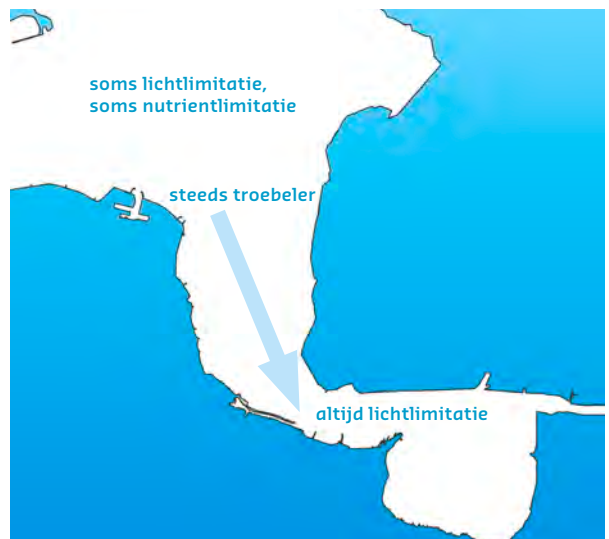 soms lichtlimitatie,
soms nutrientlimitatie
steeds troebeler
altijd lichtlimitatie